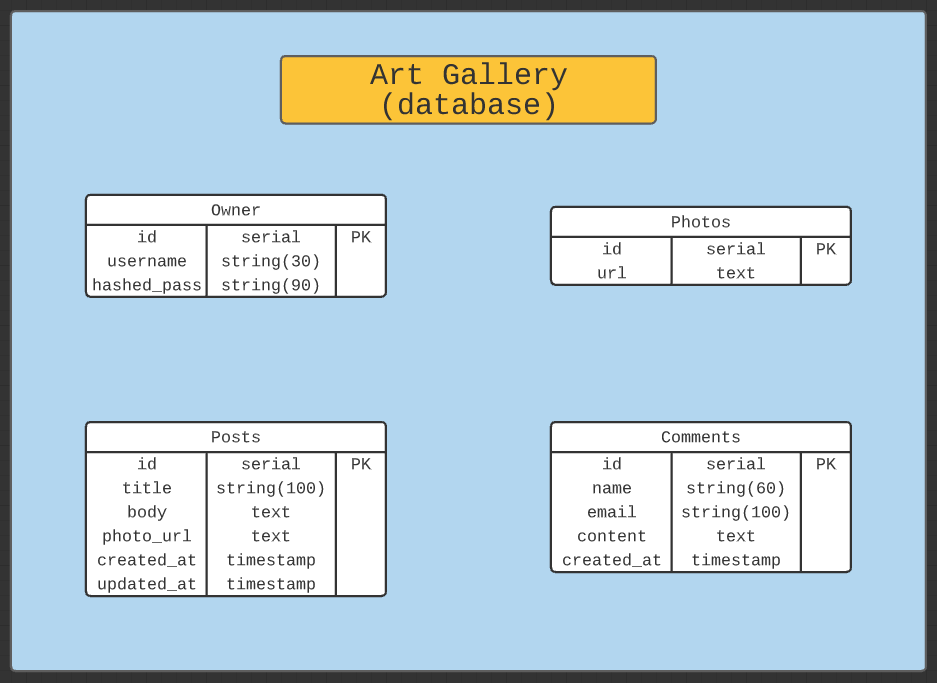 Art Gallery
(database)
Owner
id serial PK
username string(30)
hashed_pass string(90)
Photos
id serial PK
url text
Posts
id serial PK
title string(100)
body text
photo_url text
created_at timestamp
updated_at timestamp
Comments
id serial PK
name string(60)
email string(100)
content text
created_at timestamp